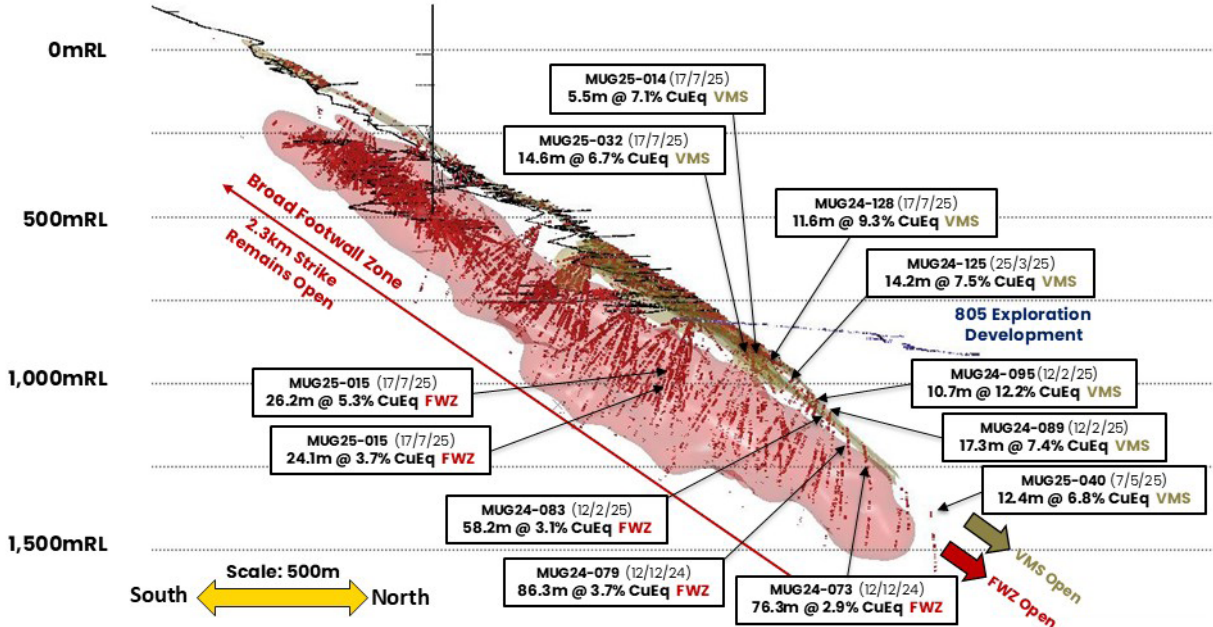 0mRL
MUG25-014 (17/7/25)
5.5m @ 7.1% CuEq VMS
MUG25-032 (17/7/25)
14.6m @ 6.7% CuEq VMS
500mRL
Broad Footwall Zone
2.3km Strike
Remains Open
MUG24-128 (17/7/25)
11.6m @ 9.3% CuEq VMS
MUG24-125 (25/3/25)
14.2m @ 7.5% CuEq VMS
805 Exploration
Development
1,000mRL
MUG25-015 (17/7/25)
26.2m @ 5.3% CuEq FWZ
MUG24-095 (12/2/25)
10.7m @ 12.2% CuEq VMS
MUG25-015 (17/7/25)
24.1m @ 3.7% CuEq FWZ
MUG24-089 (12/2/25)
17.3m @ 7.4% CuEq VMS
MUG25-040 (7/5/25)
12.4m @ 6.8% CuEq VMS
MUG24-083 (12/2/25)
58.2m @ 3.1% CuEq FWZ
1,500mRL
MUG24-079 (12/12/24)
86.3m @ 3.7% CuEq FWZ
MUG24-073 (12/12/24)
76.3m @ 2.9% CuEq FWZ
VMS Open
FWZ Open
Scale: 500m
South
North